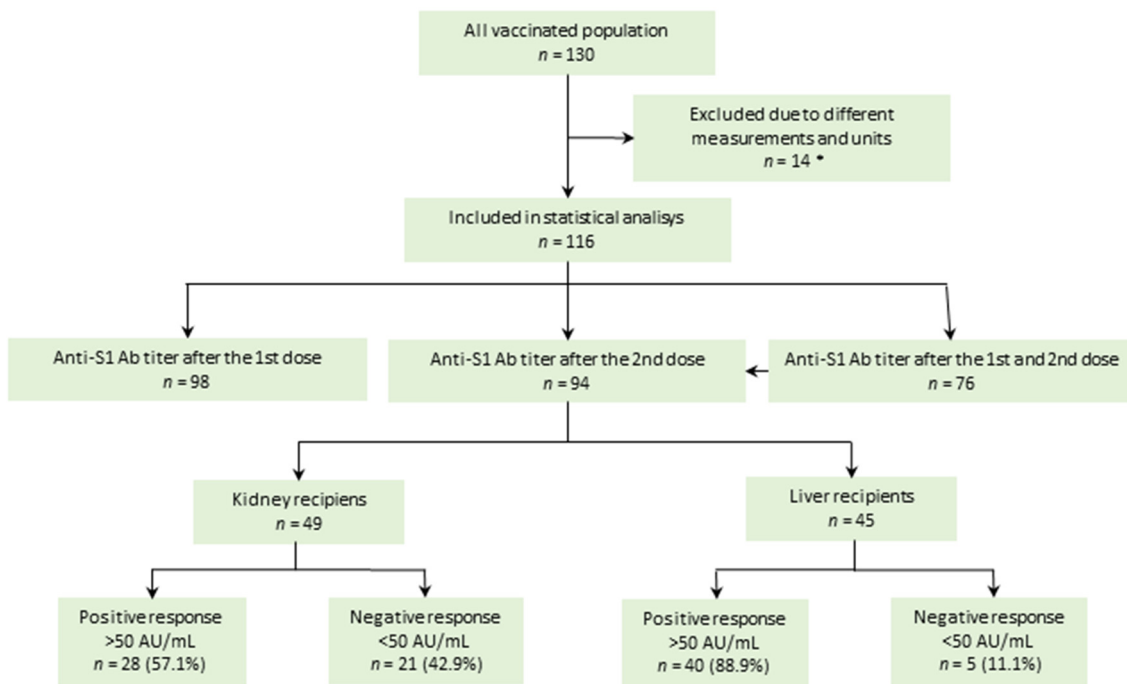 All vaccinated population
n = 130
Excluded due to different
measurements and units
n = 14 *
Included in statistical analisys
n = 116
Anti-S1 Ab titer after the 1st dose
n = 98
Anti-S1 Ab titer after the 2nd dose
n = 94
Anti-S1 Ab titer after the 1st and 2nd dose
n = 76
Kidney recipiens
n = 49
Liver recipients
n = 45
Positive response
>50 AU/mL
n = 28 (57.1%)
Negative response
<50 AU/mL
n = 21 (42.9%)
Positive response
>50 AU/mL
n = 40 (88.9%)
Negative response
<50 AU/mL
n = 5 (11.1%)